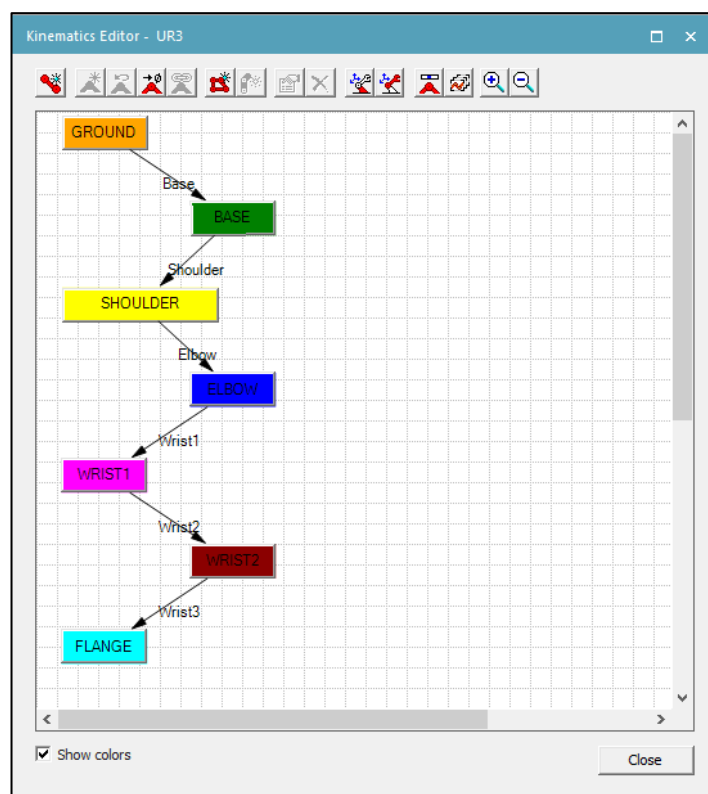 Kinematics Editor - UR3
GROUND
Base
BASE
Shoulder
SHOULDER
Elbow
ELBOW
Wrist1
WRIST1
Wrist2
WRIST2
Wrist3
FLANGE
Show colors
Close